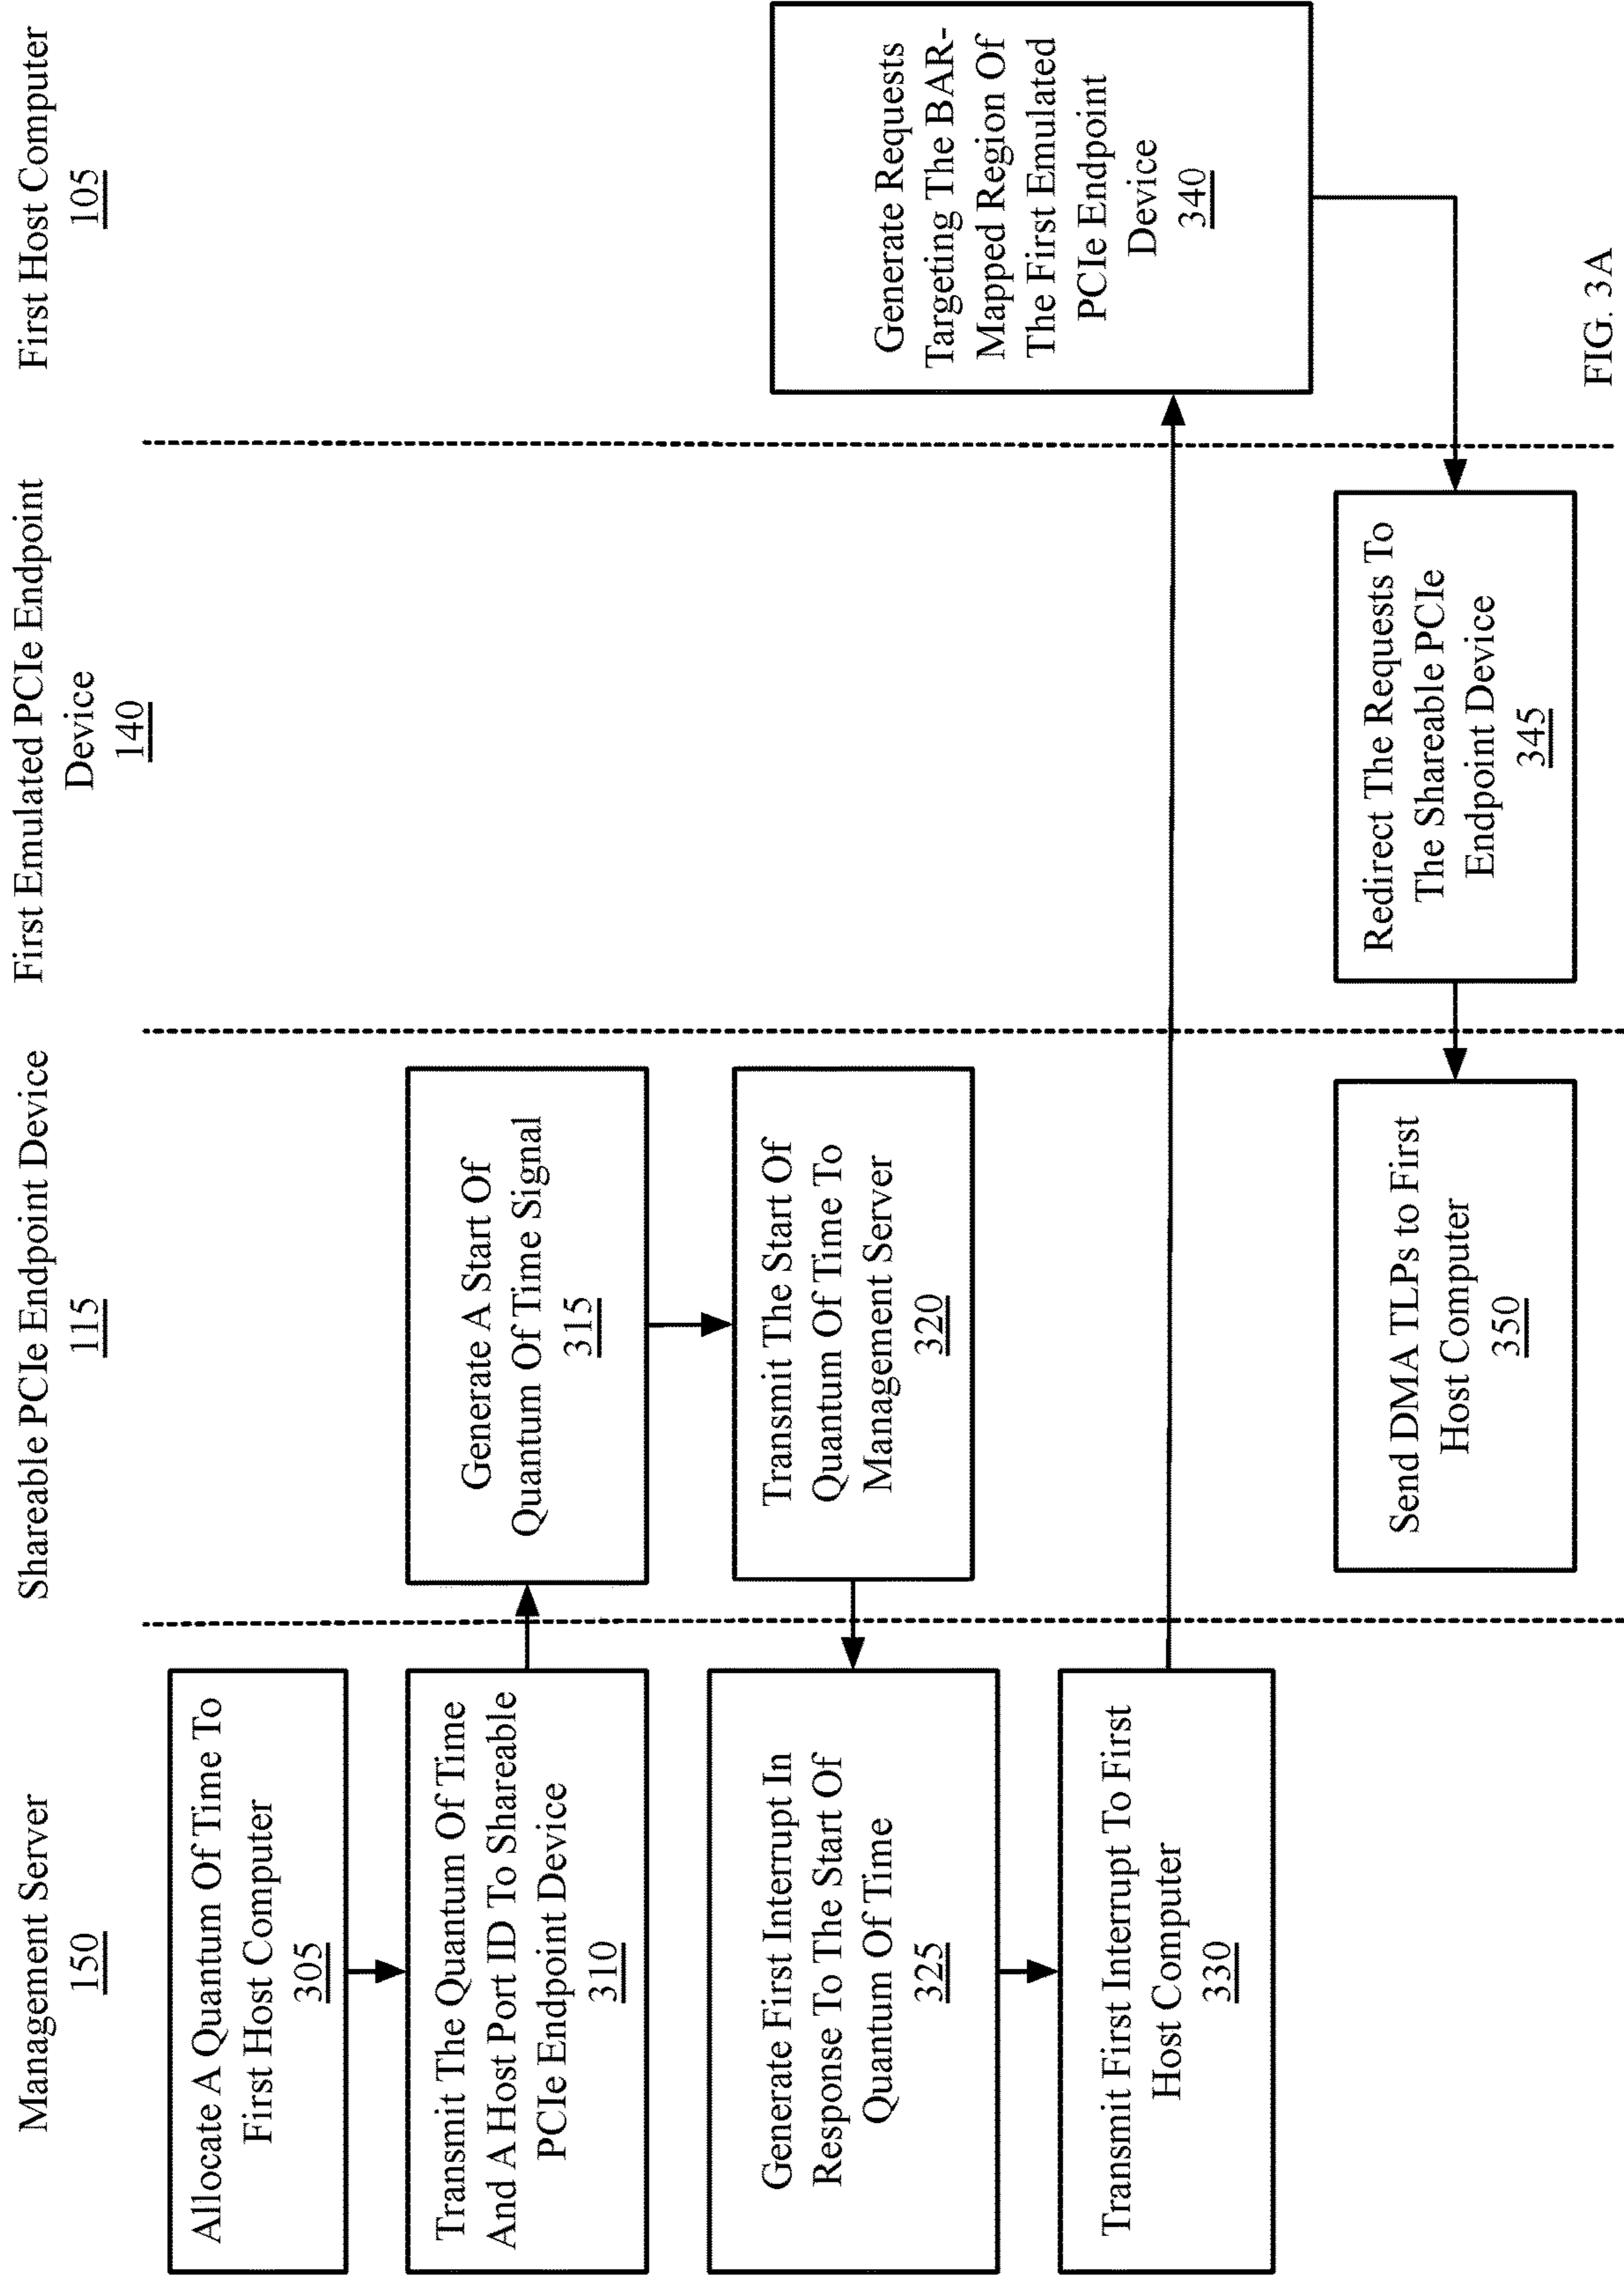 Management Server
150
Shareable PCIe Endpoint Device
115
First Emulated PCIe Endpoint
Device
140
First Host Computer
105
Allocate A Quantum Of Time To
First Host Computer
305
Transmit The Quantum Of Time
And A Host Port ID To Shareable
PCIe Endpoint Device
310
Generate A Start Of
Quantum Of Time Signal
315
Transmit The Start Of
Quantum Of Time To
Management Server
320
Generate First Interrupt In
Response To The Start Of
Quantum Of Time
325
Transmit First Interrupt To First
Host Computer
330
Generate Requests
Targeting The BAR-
Mapped Region Of
The First Emulated
PCIe Endpoint
Device
340
Redirect The Requests To
The Shareable PCIe
Endpoint Device
345
Send DMA TLPs to First
Host Computer
350
FIG. 3A